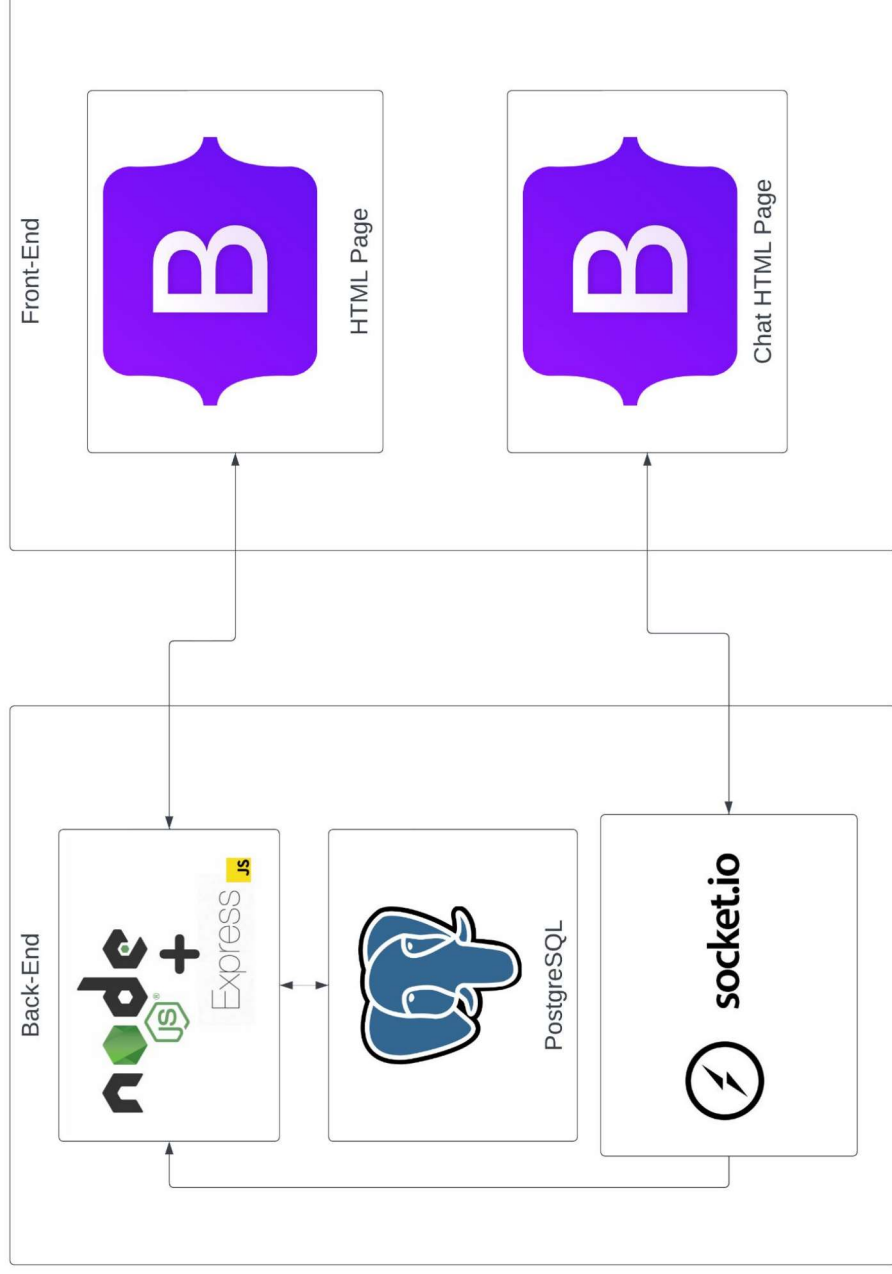 Back-End
node
JS®
+
Express JS
PostgreSQL
socket.io
Front-End
B
HTML Page
B
Chat HTML Page